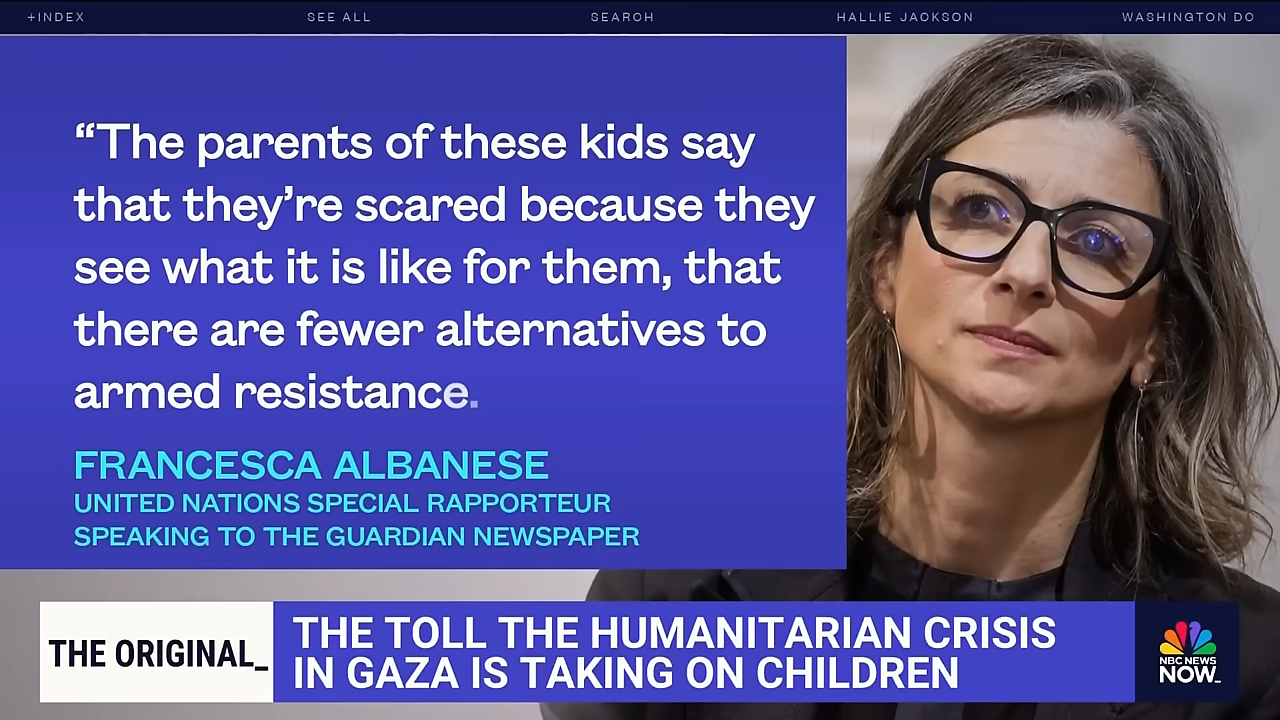 +INDEX
SEE ALL
SEARCH
HALLIE JACKSON
WASHINGTON DO
“The parents of these kids say
that they’re scared because they
see what it is like for them, that
there are fewer alternatives to
armed resistance.
FRANCESCA ALBANESE
UNITED NATIONS SPECIAL RAPPORTEUR
SPEAKING TO THE GUARDIAN NEWSPAPER
THE ORIGINAL_
THE TOLL THE HUMANITARIAN CRISIS
IN GAZA IS TAKING ON CHILDREN
NBC NEWS
NOW_